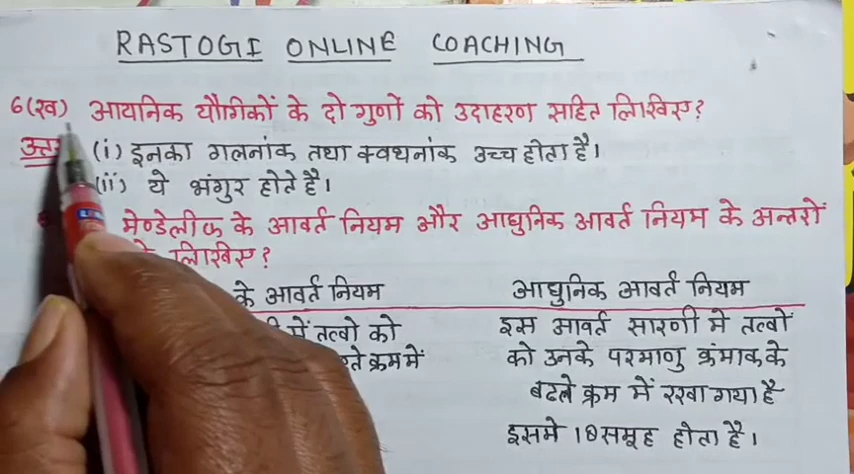 RASTOGI ONLINE COACHING
6(ख) आयनिक यौगिकों के दो गुणों को उदाहरण सहित लिखिए?
(i) इनका गलनांक तथा क्वथनांक उच्च होता है।
(ii) ये भंगुर होते है।
मेण्डेलीफ के आवर्त नियम और आधुनिक आवर्त नियम के अन्तरों
लिखिए?
के आवर्त नियम
में तत्वो को
क्रम में
आधुनिक आवर्त नियम
इस आवर्त सारणी मे तत्वों
को उनके परमाणु क्रंमाक के
बढते क्रम में रखा गया है
इसमे 18 समूह होता है।